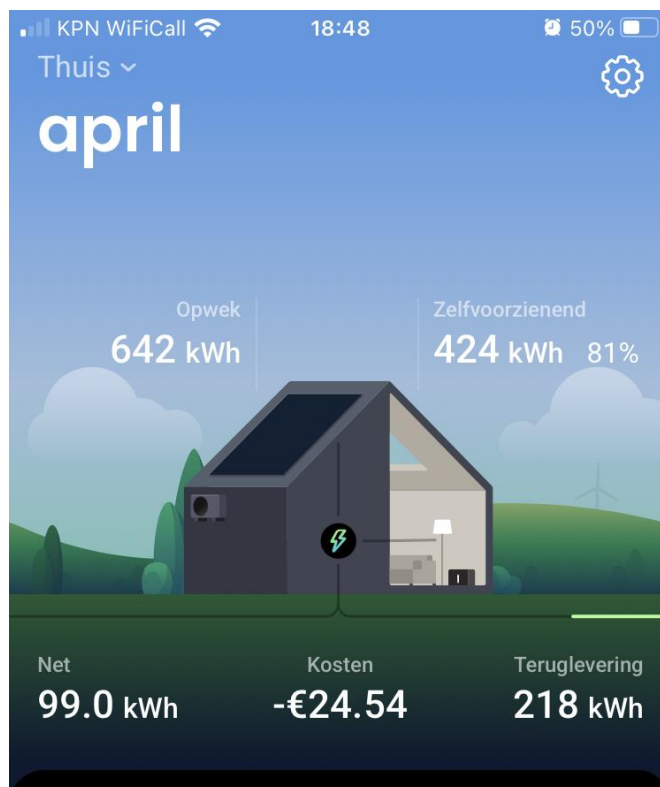 KPN WiFiCall 18:48 50%
Thuis
april
Opwek
642 kWh
Zelfvoorzienend
424 kWh 81%
Net
99.0 kWh
Kosten
-€24.54
Teruglevering
218 kWh